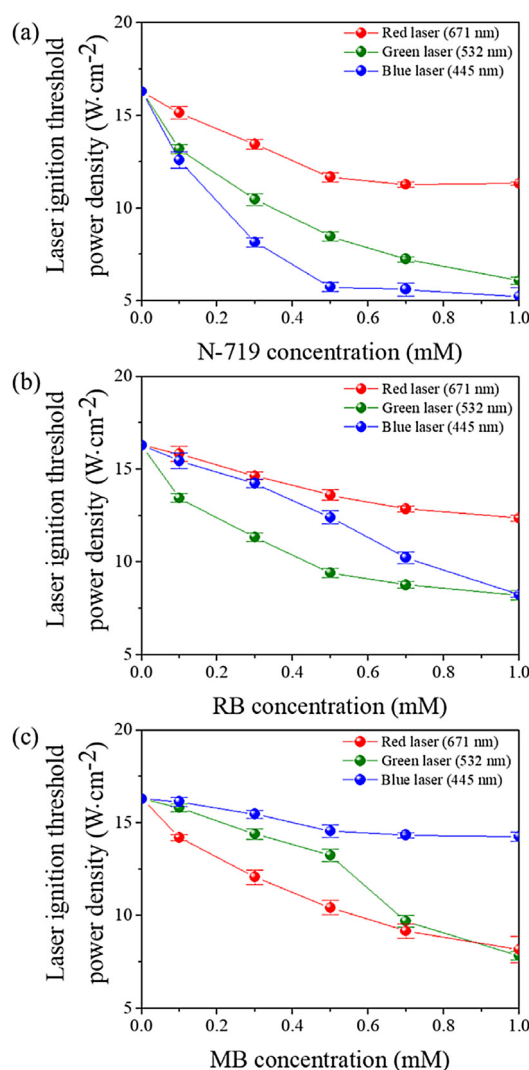 (a)
Laser ignition threshold
power density (W·cm⁻²)
20
15
10
5
Red laser (671 nm)
Green laser (532 nm)
Blue laser (445 nm)
0.0 0.2 0.4 0.6 0.8 1.0
N-719 concentration (mM)
(b)
Laser ignition threshold
power density (W·cm⁻²)
20
15
10
5
Red laser (671 nm)
Green laser (532 nm)
Blue laser (445 nm)
0.0 0.2 0.4 0.6 0.8 1.0
RB concentration (mM)
(c)
Laser ignition threshold
power density (W·cm⁻²)
20
15
10
5
Red laser (671 nm)
Green laser (532 nm)
Blue laser (445 nm)
0.0 0.2 0.4 0.6 0.8 1.0
MB concentration (mM)